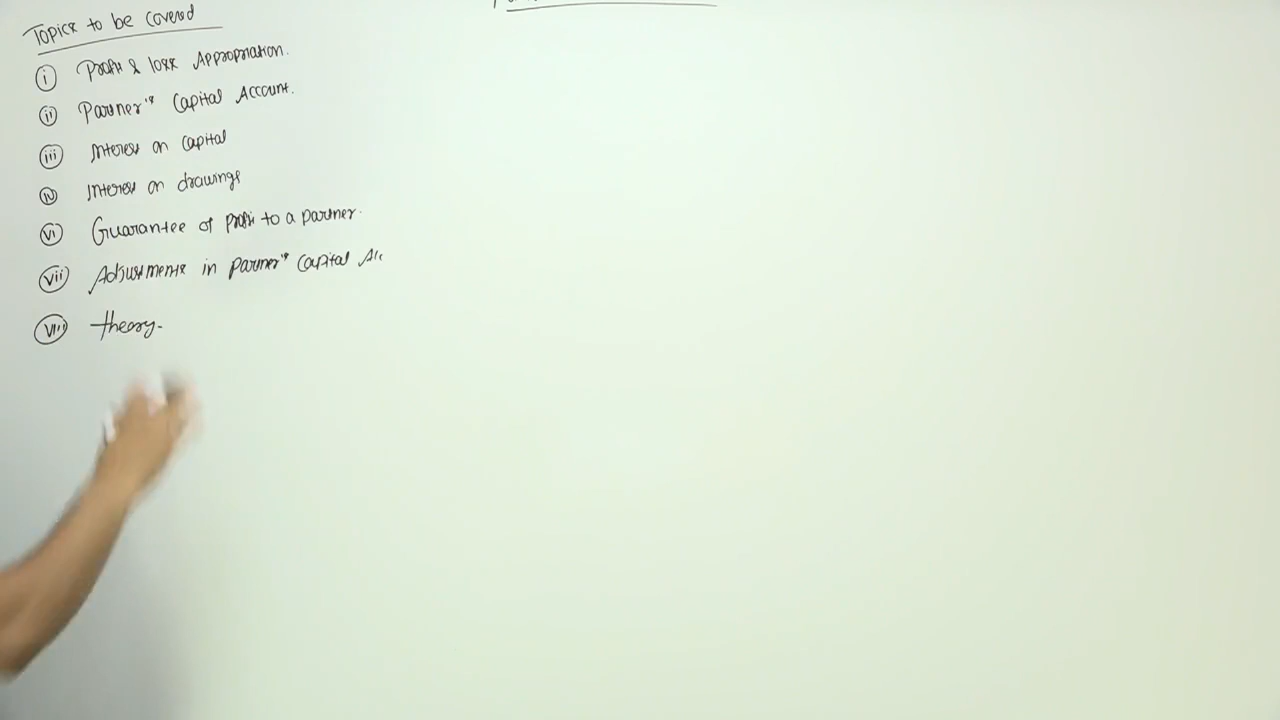 Topics to be covered
(i) Profit & loss Appropriation.
(ii) Partner's Capital Account.
(iii) Interest on Capital
(iv) Interest on drawings
(vi) Guarantee of Profit to a partner.
(vii) Adjustments in partner's Capital A/c
(viii) theory.